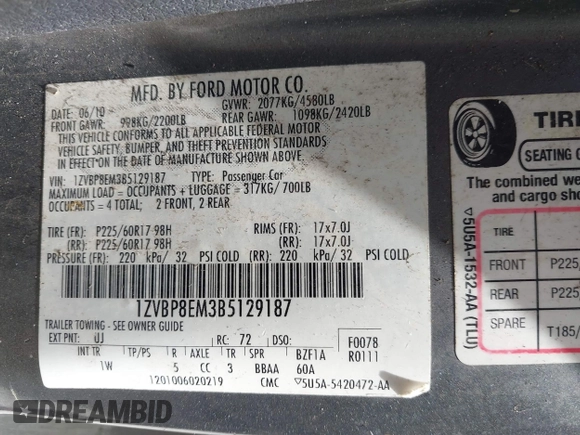 MFD. BY FORD MOTOR CO.
DATE: 06/10 GVWR: 2077KG/4580LB
FRONT GAWR: 998KG/2200LB REAR GAWR: 1098KG/2420LB
THIS VEHICLE CONFORMS TO ALL APPLICABLE FEDERAL MOTOR
VEHICLE SAFETY, BUMPER, AND THEFT PREVENTION STANDARDS
IN EFFECT ON THE DATE OF MANUFACTURE SHOWN ABOVE.
VIN: 1ZVBP8EM3B5129187 TYPE: Passenger Car
MAXIMUM LOAD = OCCUPANTS + LUGGAGE = 317KG/700LB
OCCUPANTS = 4 TOTAL; 2 FRONT, 2 REAR
TIRE (FR): P225/60R17 98H RIMS (FR): 17x7.0J
(RR): P225/60R17 98H (RR): 17x7.0J
PRESSURE (FR): 220 kPa/ 32 PSI COLD (RR): 220 kPa/ 32 PSI COLD
1ZVBP8EM3B5129187
TRAILER TOWING - SEE OWNER GUIDE
EXT PNT: UJ RC: 72 DSO: F0078
R0111
INT TR TP/PS R AXLE TR SPR BZF1A
1W 5 CC 3 BBAA 60A
1201006020219 CMC ▽5U5A-5420472-AA
TIRE
SEATING
The combined
and cargo
TIRE
FRONT P225
REAR P225
SPARE T185/
▽5U5A-1532-AA (TLU)
©DREAMBID